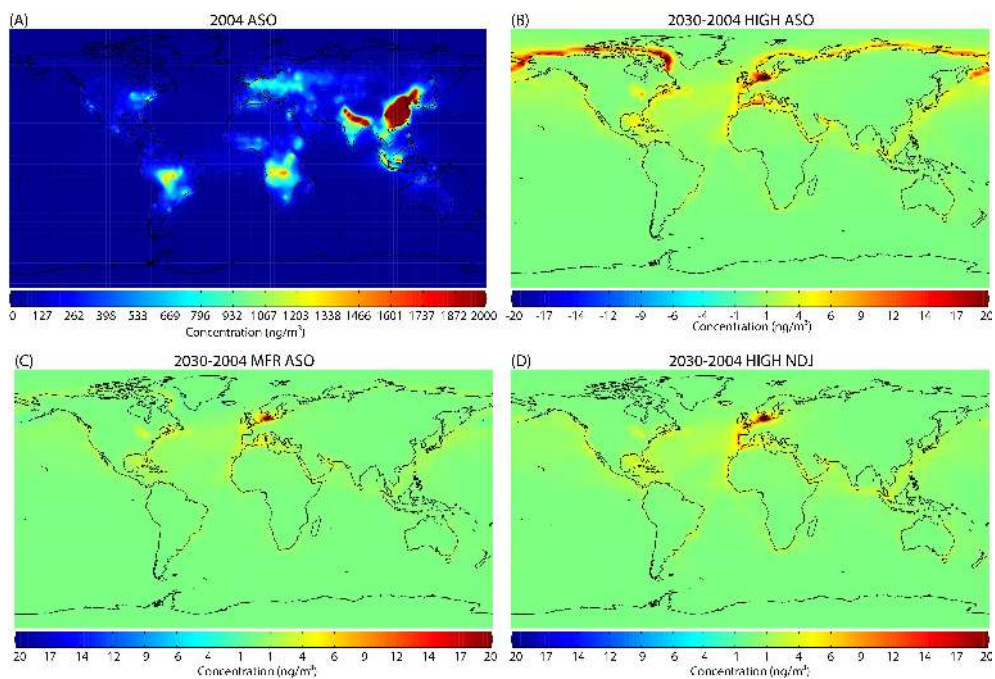 (A) 2004 ASO
0 127 262 396 533 669 796 932 1067 1203 1338 1466 1601 1737 1872 2000
Concentration (ng/m³)
(B) 2030-2004 HIGH ASO
-20 -17 -14 -12 -9 -6 -4 -1 1 4 6 9 12 14 17 20
Concentration (ng/m³)
(C) 2030-2004 MFR ASO
20 17 14 12 9 6 4 1 1 4 6 9 12 14 17 20
Concentration (ng/m³)
(D) 2030-2004 HIGH NDJ
20 17 14 12 9 6 4 1 1 4 6 9 12 14 17 20
Concentration (ng/m³)